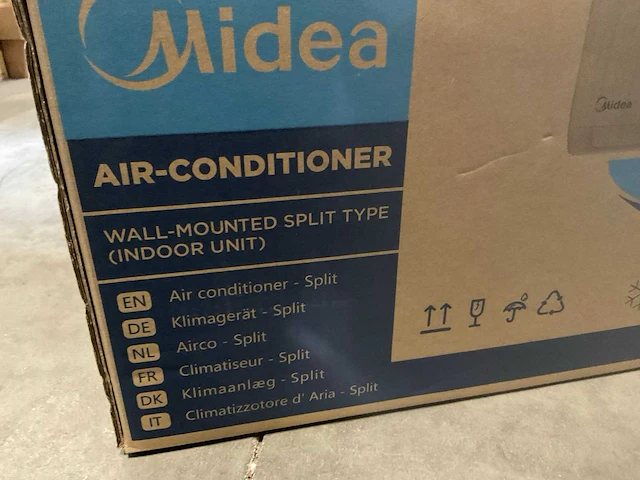 Midea
AIR-CONDITIONER
WALL-MOUNTED SPLIT TYPE
(INDOOR UNIT)
EN Air conditioner - Split
DE Klimagerät - Split
NL Airco - Split
FR Climatiseur - Split
DK Klimaanlæg - Split
IT Climatizzotore d' Aria - Split
Midea